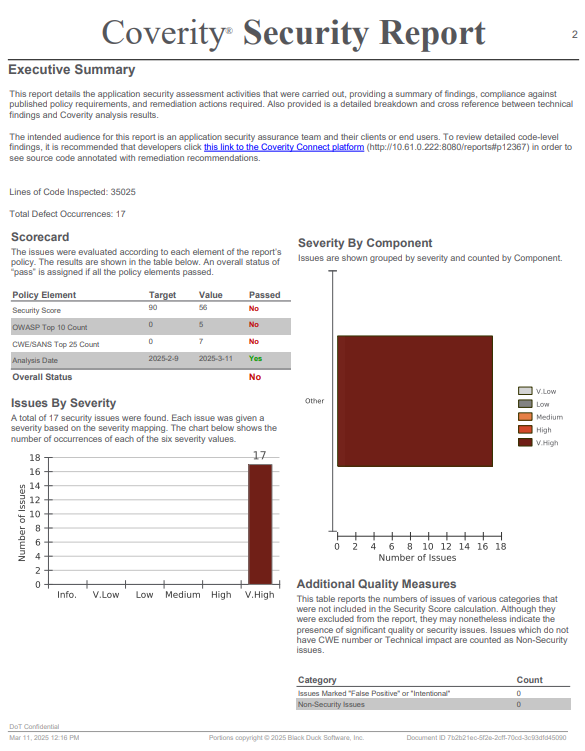 Coverity® Security Report
2
Executive Summary
This report details the application security assessment activities that were carried out, providing a summary of findings, compliance against
published policy requirements, and remediation actions required. Also provided is a detailed breakdown and cross reference between technical
findings and Coverity analysis results.
The intended audience for this report is an application security assurance team and their clients or end users. To review detailed code-level
findings, it is recommended that developers click this link to the Coverity Connect platform (http://10.61.0.222:8080/reports#p12367) in order to
see source code annotated with remediation recommendations.
Lines of Code Inspected: 35025
Total Defect Occurrences: 17
Scorecard
The issues were evaluated according to each element of the report's
policy. The results are shown in the table below. An overall status of
"pass" is assigned if all the policy elements passed.
Policy Element Target Value Passed
Security Score 90 56 No
OWASP Top 10 Count 0 5 No
CWE/SANS Top 25 Count 0 7 No
Analysis Date 2025-2-9 2025-3-11 Yes
Overall Status No
Issues By Severity
A total of 17 security issues were found. Each issue was given a
severity based on the severity mapping. The chart below shows the
number of occurrences of each of the six severity values.
17
18
16
14
12
10
8
6
4
2
0
Number of Issues
Info. V.Low Low Medium High V.High
Severity By Component
Issues are shown grouped by severity and counted by Component.
Other
V.Low
Low
Medium
High
V.High
0 2 4 6 8 10 12 14 16 18
Number of Issues
Additional Quality Measures
This table reports the numbers of issues of various categories that
were not included in the Security Score calculation. Although they
were excluded from the report, they may nonetheless indicate the
presence of significant quality or security issues. Issues which do not
have CWE number or Technical impact are counted as Non-Security
issues.
Category Count
Issues Marked "False Positive" or "Intentional" 0
Non-Security Issues 0
DoT Confidential
Mar 11, 2025 12:16 PM Portions copyright © 2025 Black Duck Software, Inc. Document ID